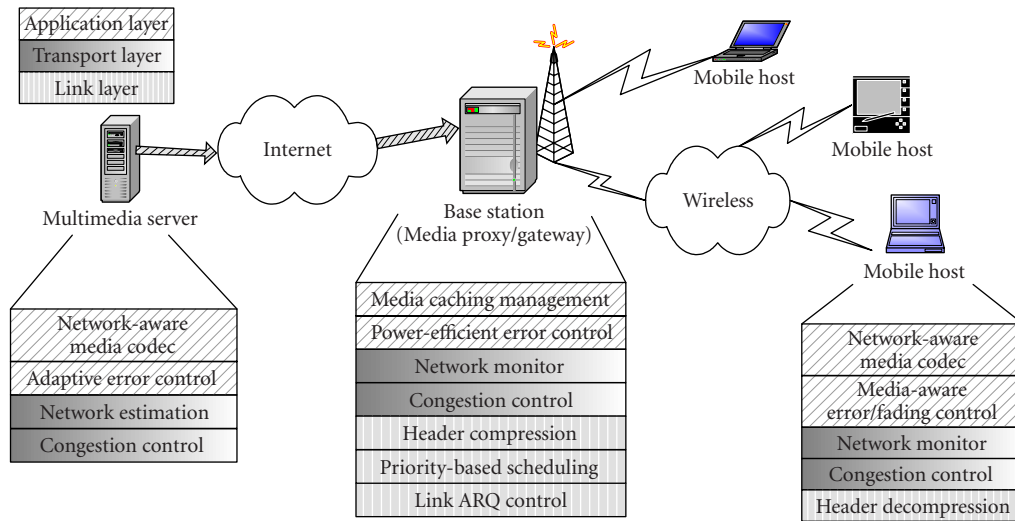 Application layer
Transport layer
Link layer
Multimedia server
Internet
Base station
(Media proxy/gateway)
Mobile host
Wireless
Mobile host
Mobile host
Network-aware
media codec
Adaptive error control
Network estimation
Congestion control
Media caching management
Power-efficient error control
Network monitor
Congestion control
Header compression
Priority-based scheduling
Link ARQ control
Network-aware
media codec
Media-aware
error/fading control
Network monitor
Congestion control
Header decompression